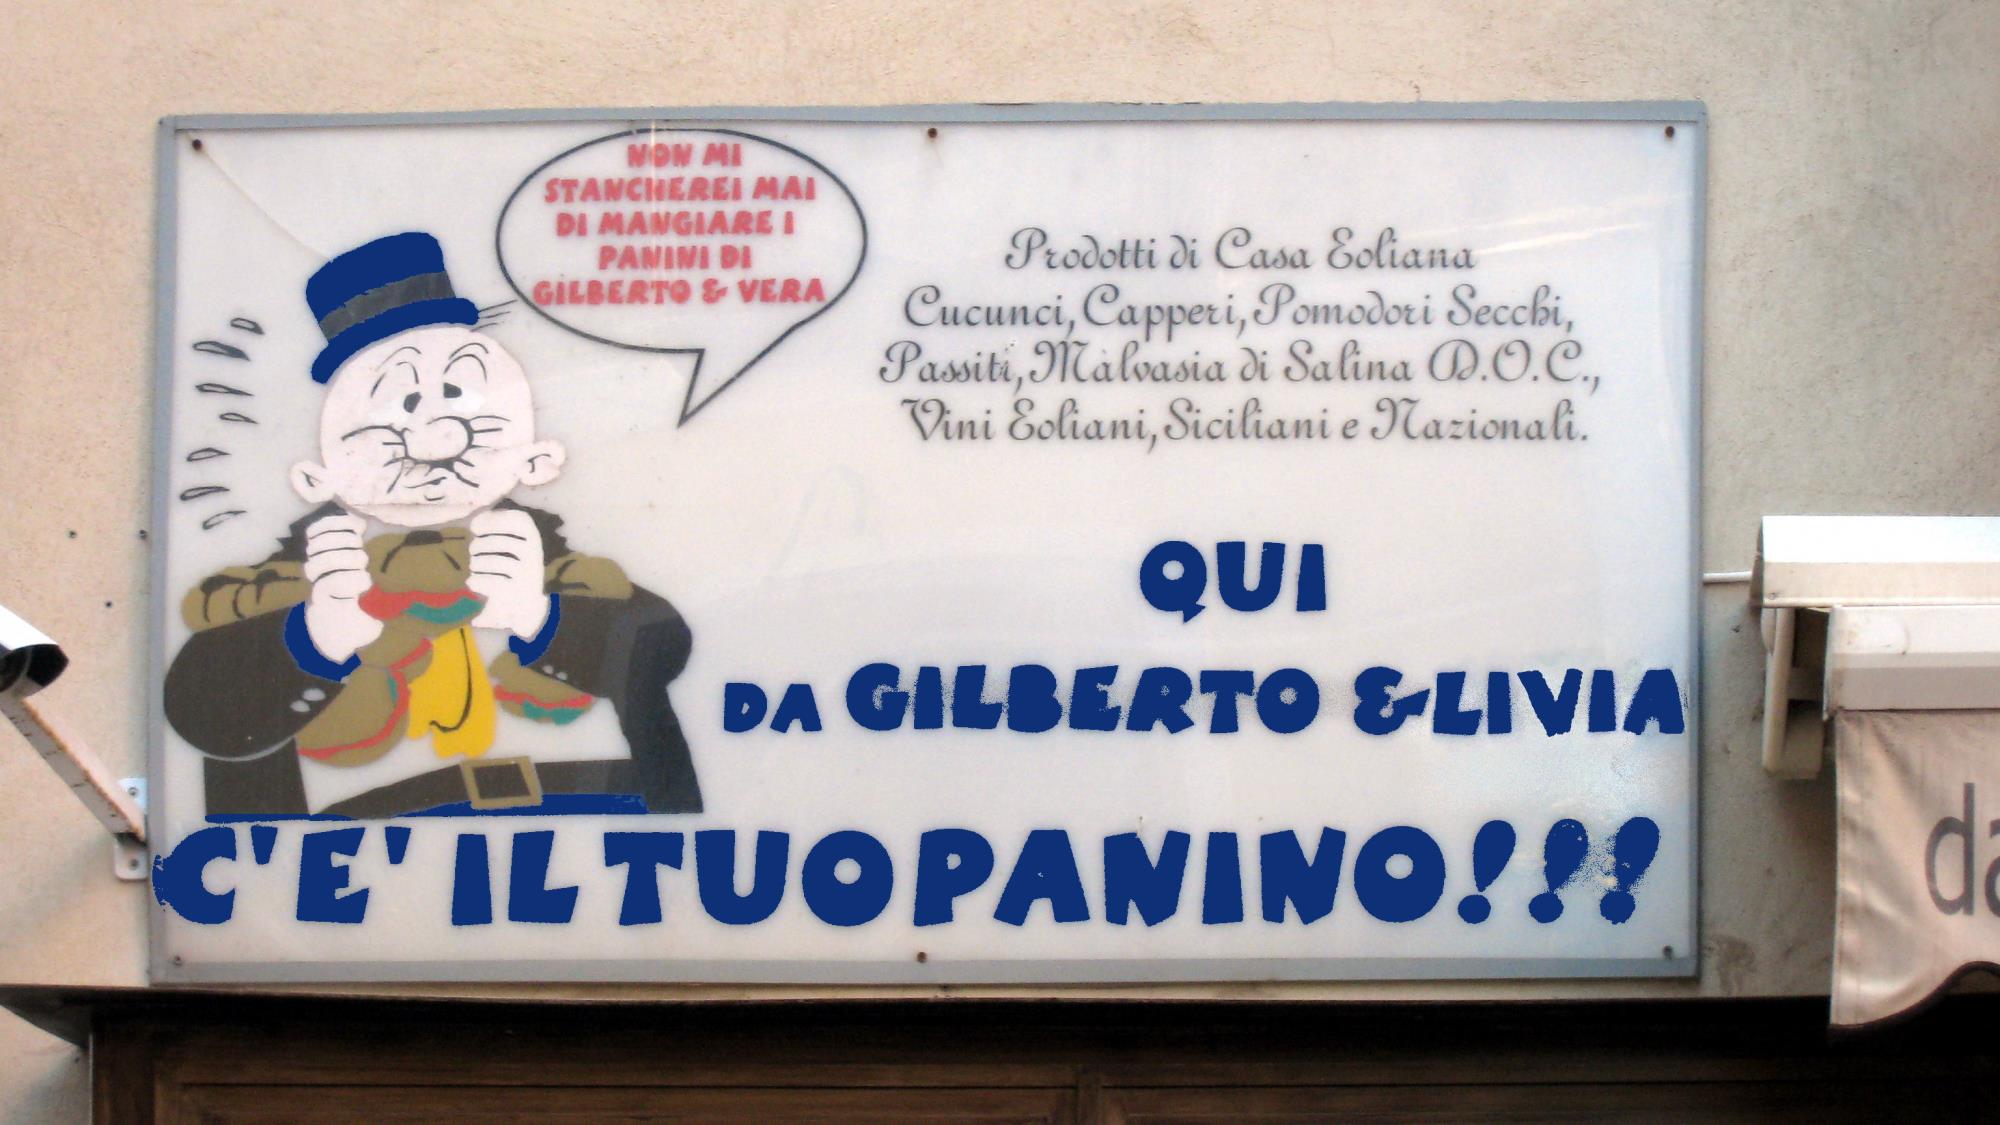 NON MI
STANCHEREI MAI
DI MANGIARE I
PANINI DI
GILBERTO & VERA
Prodotti di Casa Eoliana
Cucunci, Capperi, Pomodori Secchi,
Passiti, Malvasia di Salina D.O.C.,
Vini Eoliani, Siciliani e Nazionali.
QUI
DA GILBERTO & LIVIA
C'E' IL TUO PANINO!!!
da